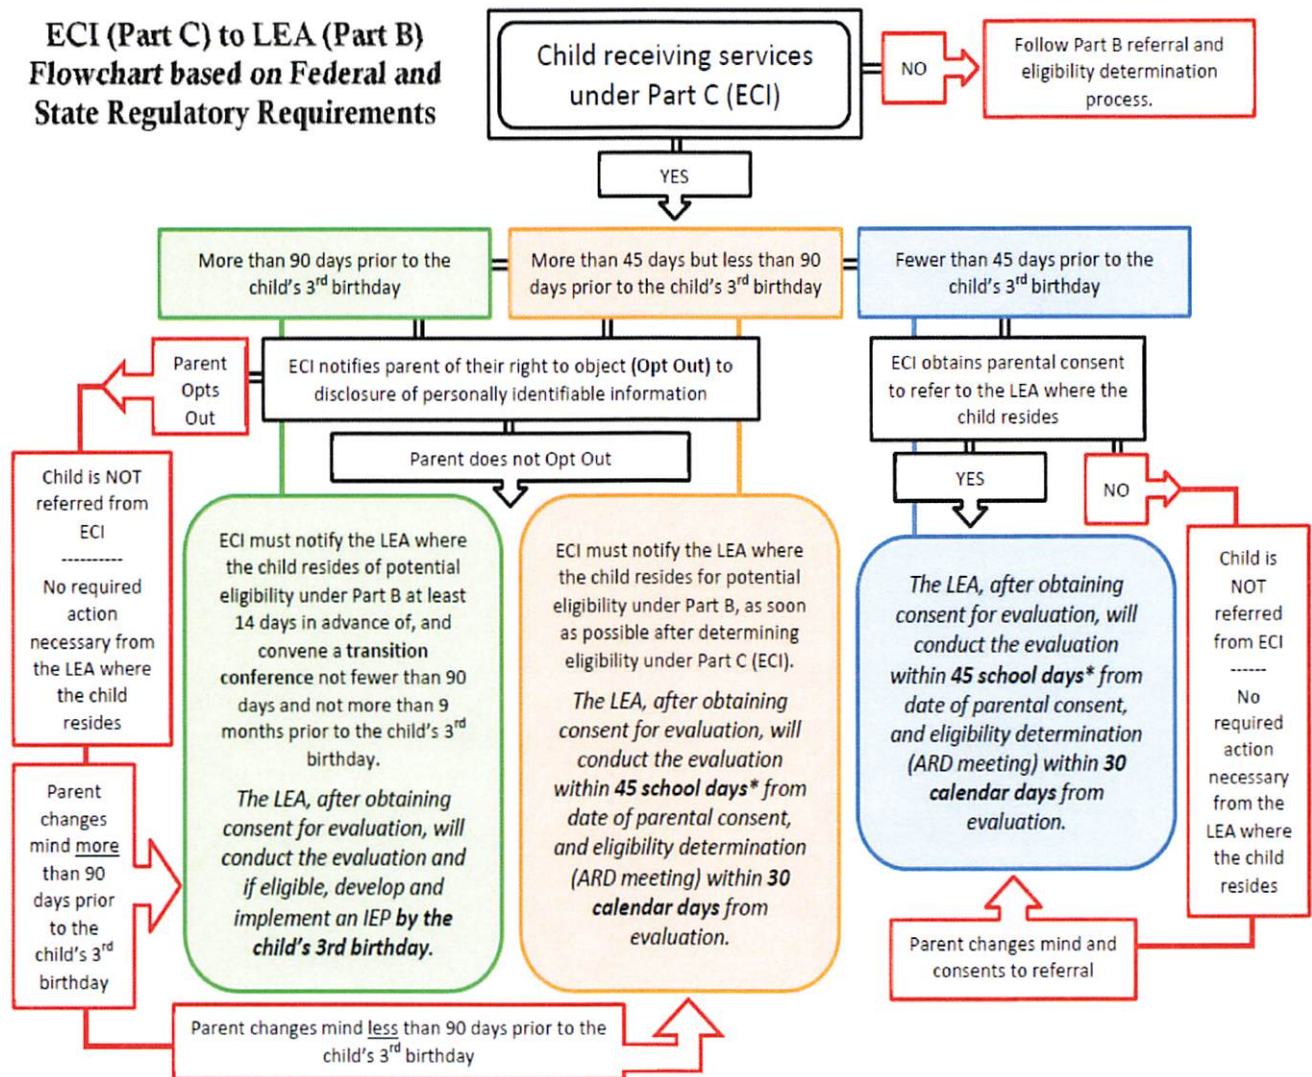 ECI (Part C) to LEA (Part B)
Flowchart based on Federal and
State Regulatory Requirements
Child receiving services
under Part C (ECI)
NO
Follow Part B referral and
eligibility determination
process.
YES
More than 90 days prior to the
child's 3rd birthday
More than 45 days but less than 90
days prior to the child's 3rd birthday
Fewer than 45 days prior to the
child's 3rd birthday
Parent
Opts
Out
ECI notifies parent of their right to object (Opt Out) to
disclosure of personally identifiable information
ECI obtains parental consent
to refer to the LEA where the
child resides
Parent does not Opt Out
YES
NO
Child is NOT
referred from
ECI
----------
No required
action
necessary from
the LEA where
the child
resides
ECI must notify the LEA where
the child resides of potential
eligibility under Part B at least
14 days in advance of, and
convene a transition
conference not fewer than 90
days and not more than 9
months prior to the child's 3rd
birthday.
The LEA, after obtaining
consent for evaluation, will
conduct the evaluation and
if eligible, develop and
implement an IEP by the
child's 3rd birthday.
ECI must notify the LEA where
the child resides for potential
eligibility under Part B, as soon
as possible after determining
eligibility under Part C (ECI).
The LEA, after obtaining
consent for evaluation, will
conduct the evaluation
within 45 school days* from
date of parental consent,
and eligibility determination
(ARD meeting) within 30
calendar days from
evaluation.
The LEA, after obtaining
consent for evaluation, will
conduct the evaluation
within 45 school days* from
date of parental consent,
and eligibility determination
(ARD meeting) within 30
calendar days from
evaluation.
Child is
NOT
referred
from ECI
------
No
required
action
necessary
from the
LEA where
the child
resides
Parent
changes
mind more
than 90
days prior
to the
child's 3rd
birthday
Parent changes mind and
consents to referral
Parent changes mind less than 90 days prior to the
child's 3rd birthday